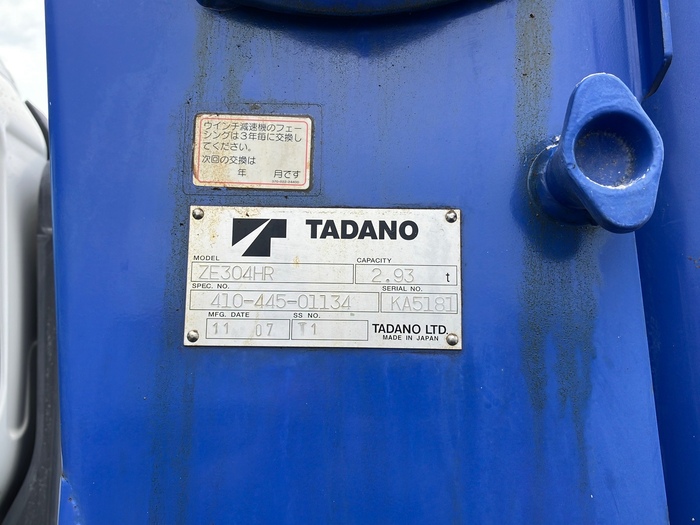 ウインチ減速機のフェー
シングは3年毎に交換し
てください。
次回の交換は
年 月です
TADANO
MODEL CAPACITY
ZE304HR 2.93 t
SPEC. NO. SERIAL NO.
410-445-01134 KA5181
MFG. DATE SS NO.
11 07 T1 TADANO LTD.
MADE IN JAPAN